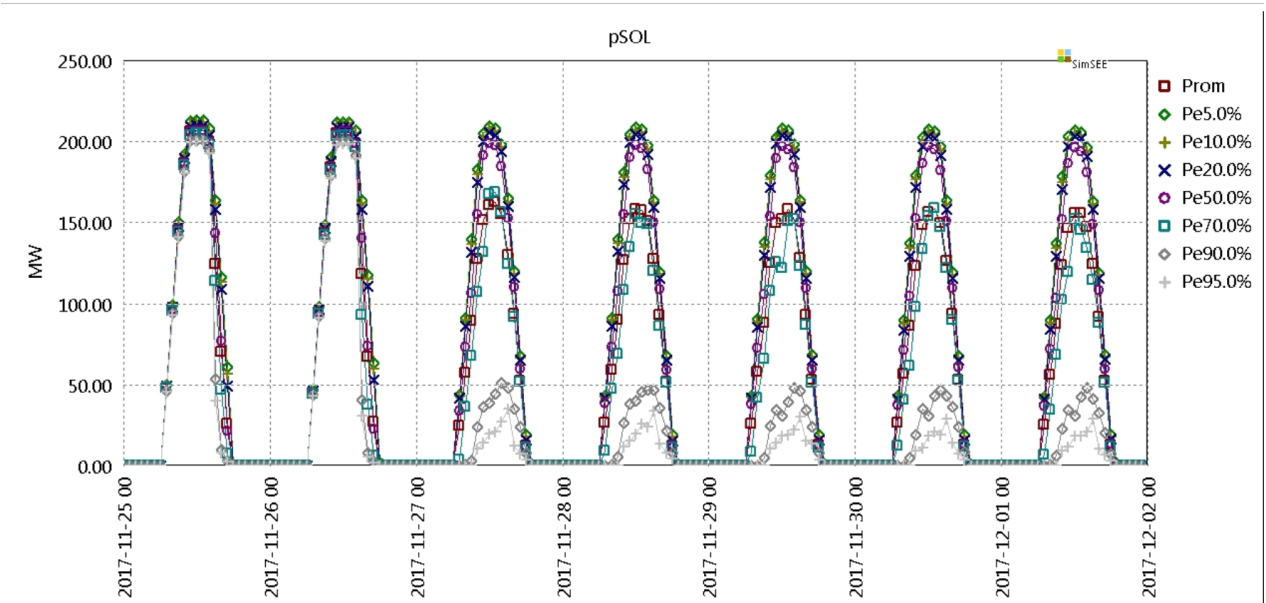 pSOL
SimSEE
250.00
200.00
150.00
100.00
50.00
0.00
MW
2017-11-25 00
2017-11-26 00
2017-11-27 00
2017-11-28 00
2017-11-29 00
2017-11-30 00
2017-12-01 00
2017-12-02 00
Prom
Pe5.0%
Pe10.0%
Pe20.0%
Pe50.0%
Pe70.0%
Pe90.0%
Pe95.0%